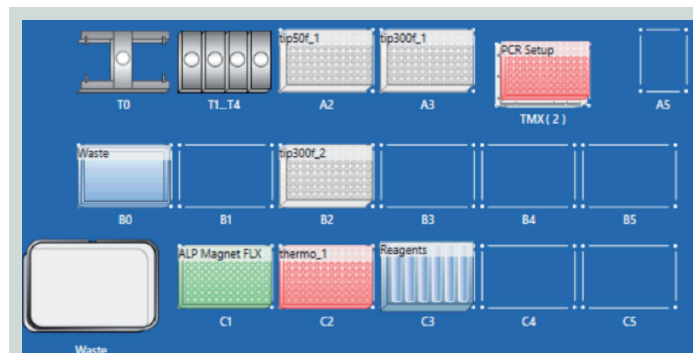 tip50f_1
tip300f_1
PCR Setup
T0
T1...T4
A2
A3
TMX ( 2 )
A5
Waste
tip300f_2
B0
B1
B2
B3
B4
B5
ALP Magnet FLX
thermo_1
Reagents
C1
C2
C3
C4
C5
Waste